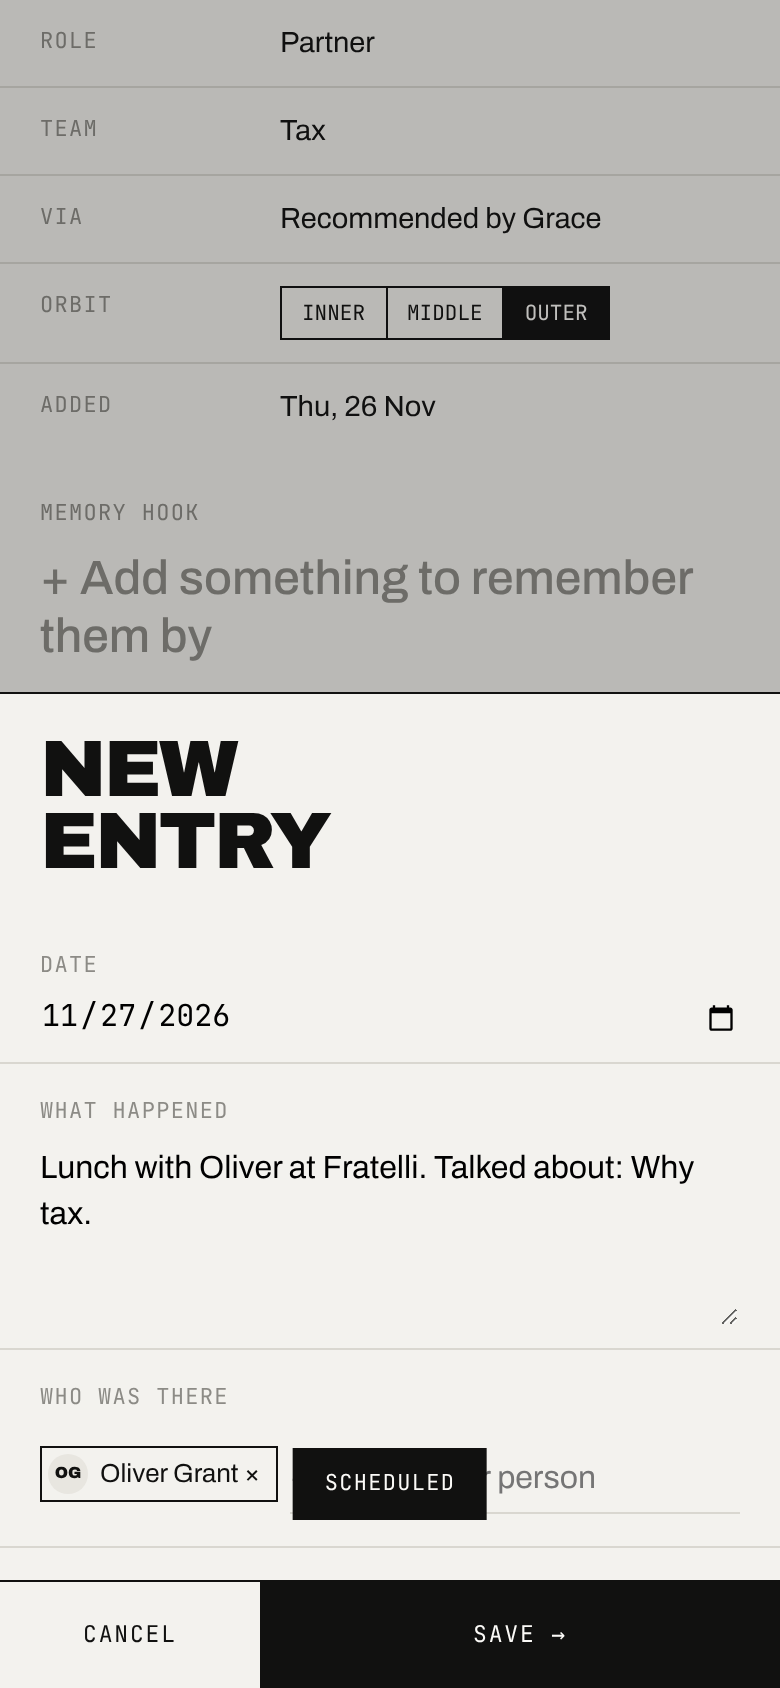 ROLE Partner
TEAM Tax
VIA Recommended by Grace
ORBIT INNER MIDDLE OUTER
ADDED Thu, 26 Nov
MEMORY HOOK
+ Add something to remember
them by
NEW
ENTRY
DATE
11/27/2026
WHAT HAPPENED
Lunch with Oliver at Fratelli. Talked about: Why
tax.
WHO WAS THERE
OG Oliver Grant × SCHEDULED person
CANCEL SAVE →